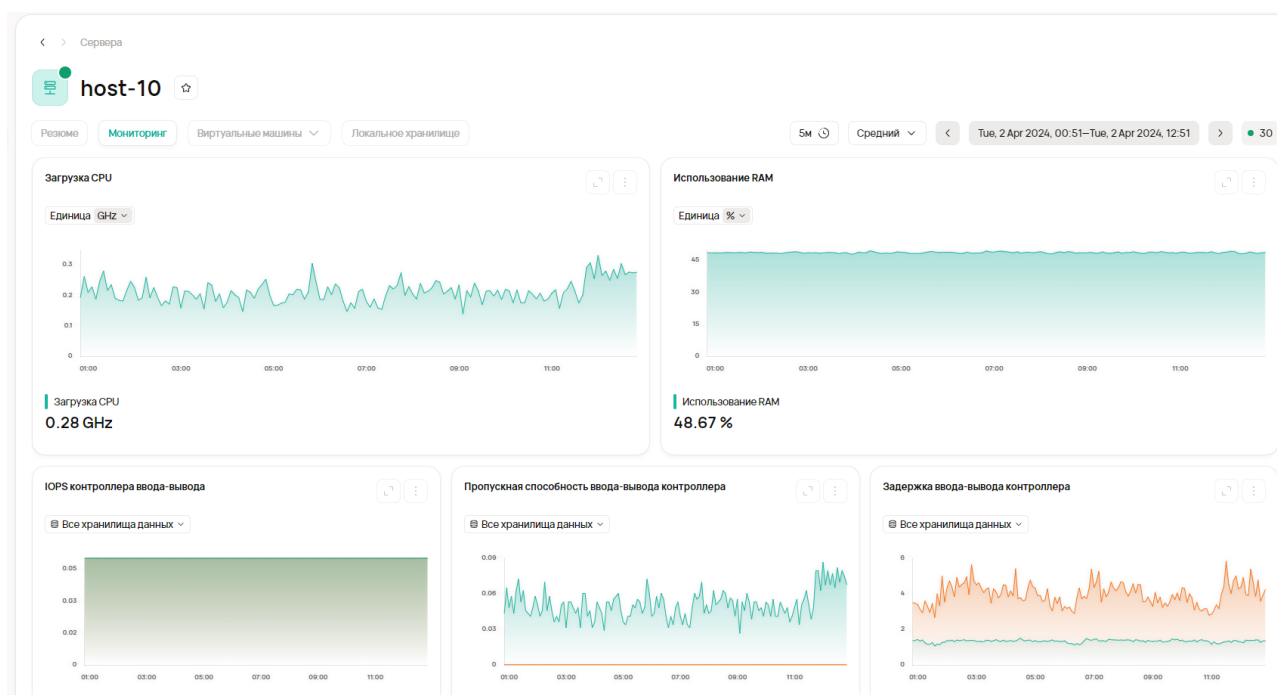 Сервера
host-10
Резюме Мониторинг Виртуальные машины Локальное хранилище 5м Средний Tue, 2 Apr 2024, 00:51–Tue, 2 Apr 2024, 12:51 30
Загрузка CPU
Единица GHz
0.3
0.2
0.1
0
01:00 03:00 05:00 07:00 09:00 11:00
Загрузка CPU
0.28 GHz
Использование RAM
Единица %
45
30
15
0
01:00 03:00 05:00 07:00 09:00 11:00
Использование RAM
48.67 %
IOPS контроллера ввода-вывода
Все хранилища данных
0.05
0.03
0.02
0
01:00 03:00 05:00 07:00 09:00 11:00
Пропускная способность ввода-вывода контроллера
Все хранилища данных
0.09
0.06
0.03
0
01:00 03:00 05:00 07:00 09:00 11:00
Задержка ввода-вывода контроллера
Все хранилища данных
6
4
2
0
01:00 03:00 05:00 07:00 09:00 11:00